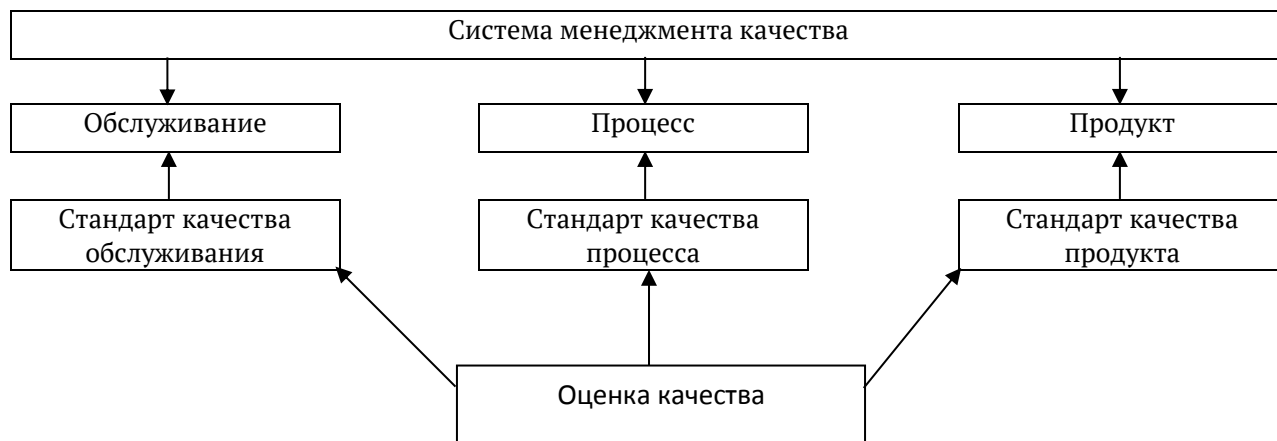 Система менеджмента качества
Обслуживание
Процесс
Продукт
Стандарт качества
обслуживания
Стандарт качества
процесса
Стандарт качества
продукта
Оценка качества